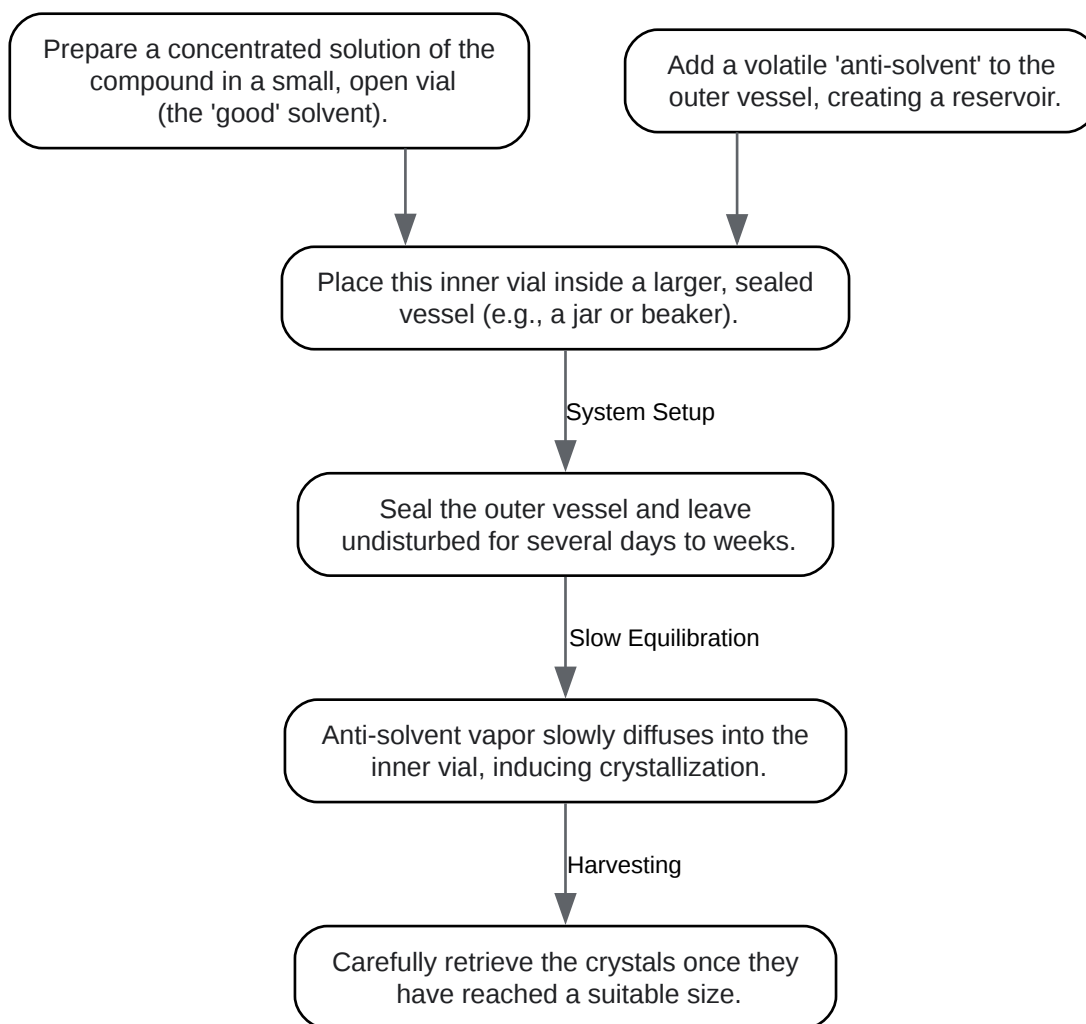 Prepare a concentrated solution of the
compound in a small, open vial
(the 'good' solvent).
Add a volatile 'anti-solvent' to the
outer vessel, creating a reservoir.
Place this inner vial inside a larger, sealed
vessel (e.g., a jar or beaker).
System Setup
Seal the outer vessel and leave
undisturbed for several days to weeks.
Slow Equilibration
Anti-solvent vapor slowly diffuses into the
inner vial, inducing crystallization.
Harvesting
Carefully retrieve the crystals once they
have reached a suitable size.